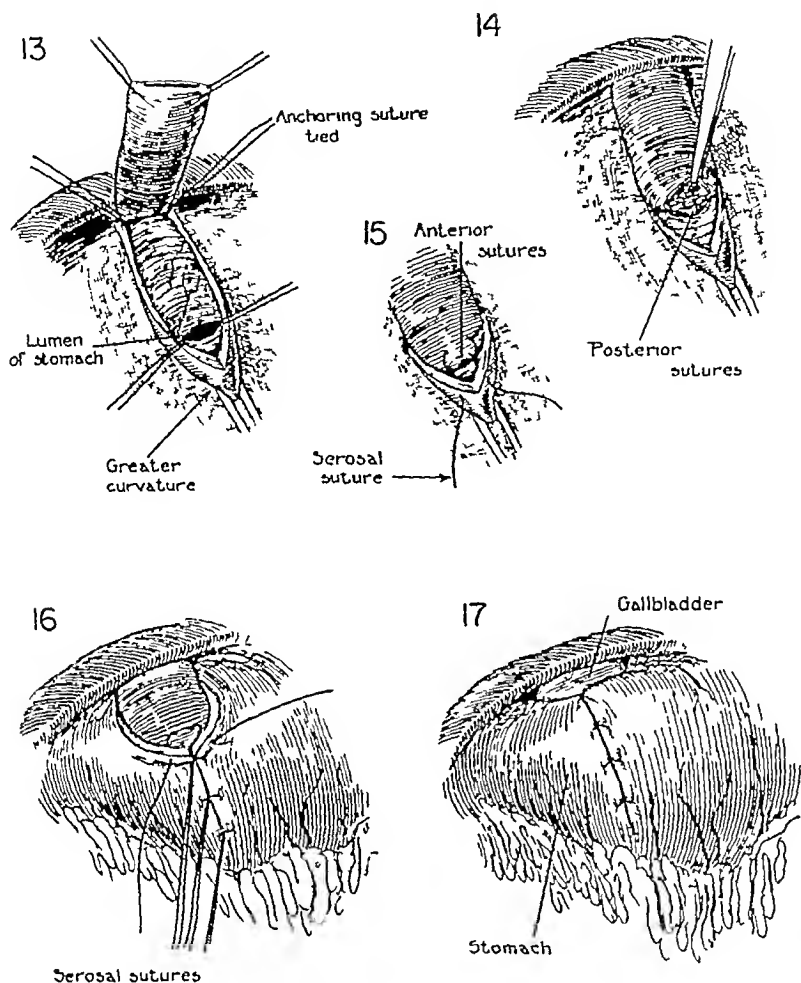 13
Anchoring suture
tied
Lumen
of stomach
Greater
curvature
14
Posterior
sutures
15
Anterior
sutures
Serosal
suture
16
Serosal sutures
17
Gallbladder
Stomach